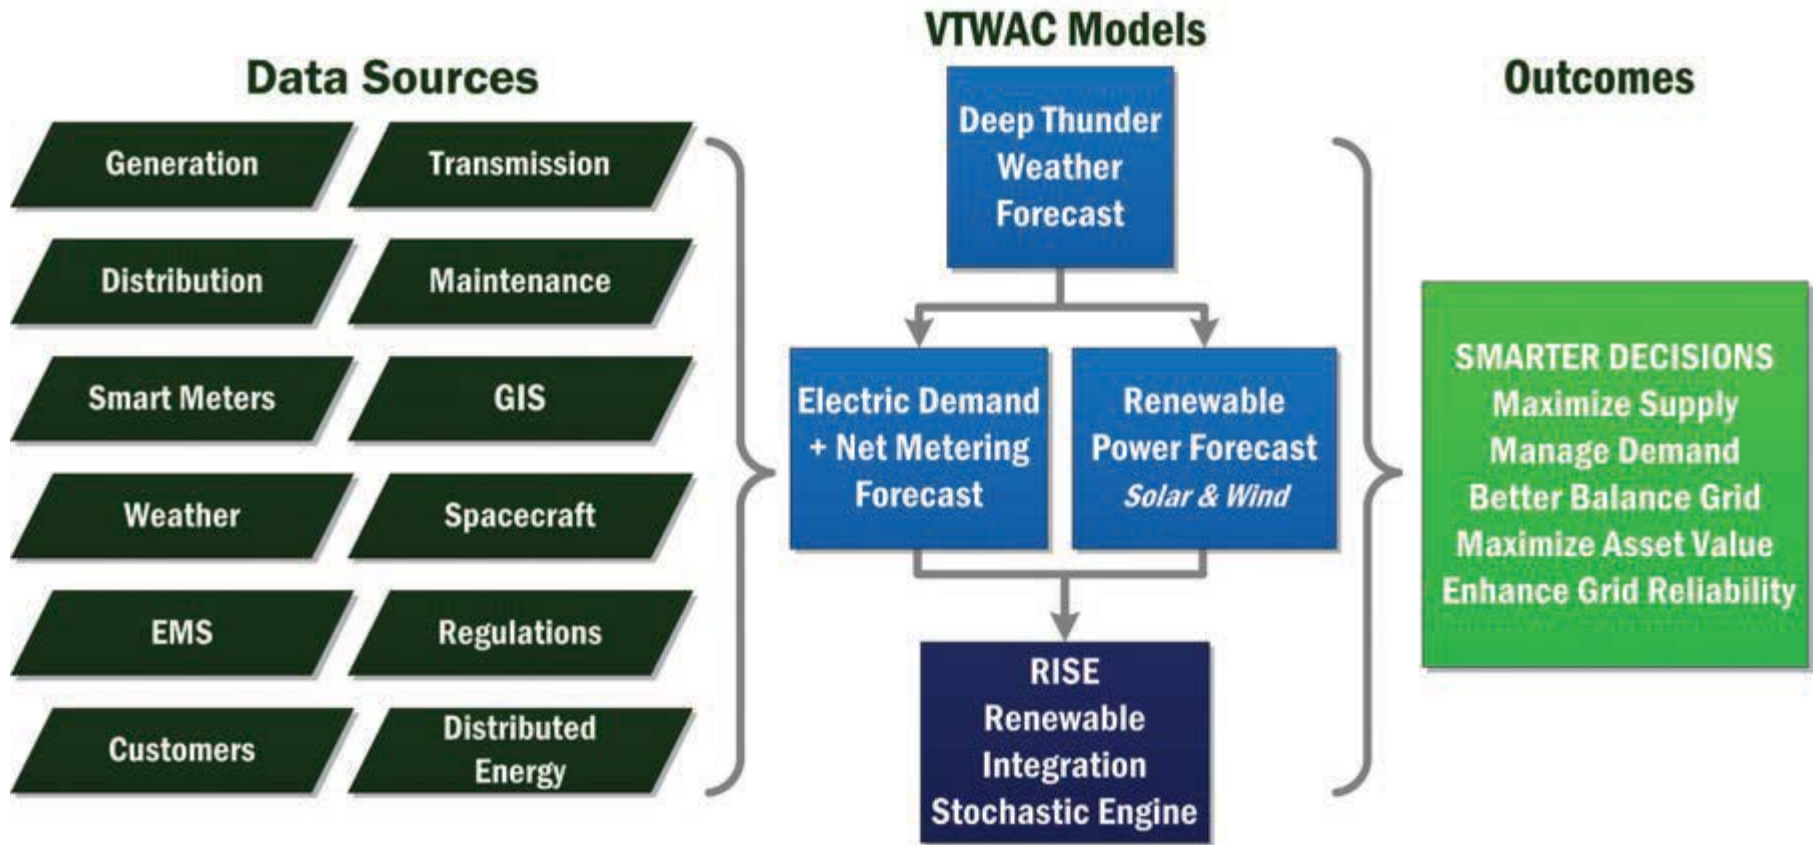 Data Sources
Generation
Transmission
Distribution
Maintenance
Smart Meters
GIS
Weather
Spacecraft
EMS
Regulations
Customers
Distributed
Energy
VTWAC Models
Deep Thunder
Weather
Forecast
Electric Demand
+ Net Metering
Forecast
Renewable
Power Forecast
Solar & Wind
RISE
Renewable
Integration
Stochastic Engine
Outcomes
SMARTER DECISIONS
Maximize Supply
Manage Demand
Better Balance Grid
Maximize Asset Value
Enhance Grid Reliability